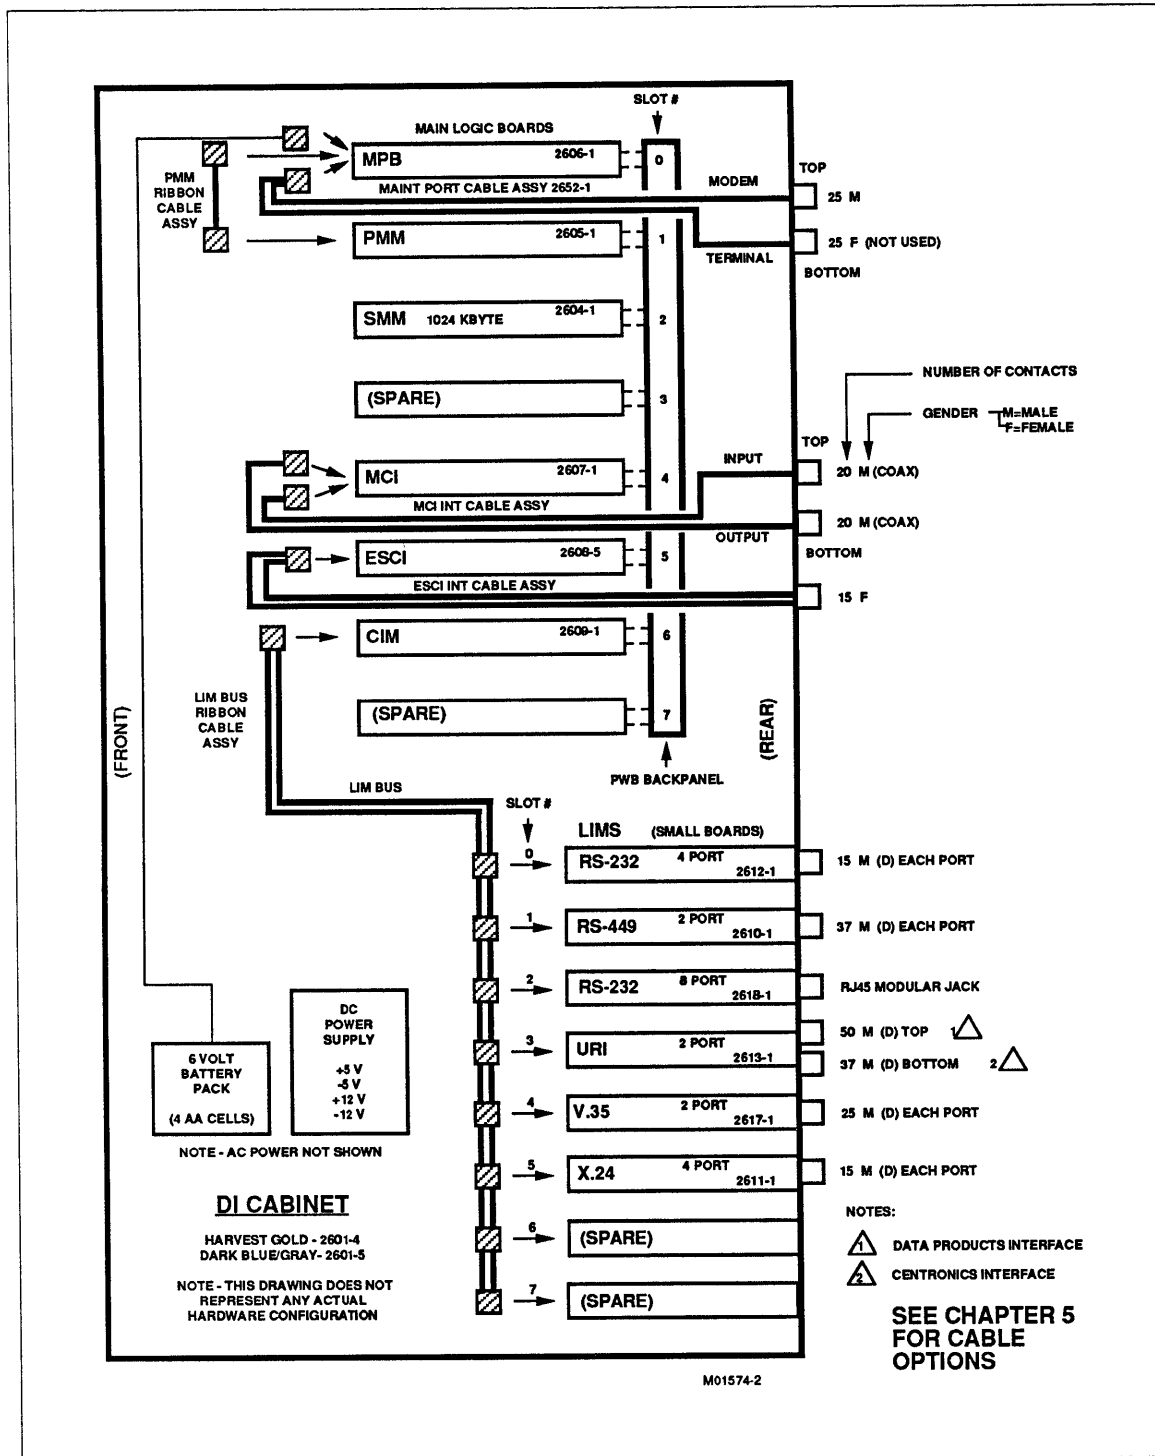 SLOT #
MAIN LOGIC BOARDS
MPB 2606-1
0
MAINT PORT CABLE ASSY 2652-1
MODEM
TOP
25 M
PMM
RIBBON
CABLE
ASSY
PMM 2605-1
1
TERMINAL
25 F (NOT USED)
BOTTOM
SMM 1024 KBYTE 2604-1
2
(SPARE)
3
NUMBER OF CONTACTS
GENDER M=MALE
F=FEMALE
TOP
INPUT
MCI 2607-1
4
20 M (COAX)
MCI INT CABLE ASSY
20 M (COAX)
OUTPUT
BOTTOM
ESCI 2608-5
5
ESCI INT CABLE ASSY
15 F
CIM 2609-1
6
LIM BUS
RIBBON
CABLE
ASSY
(SPARE)
7
(FRONT)
(REAR)
PWB BACKPANEL
LIM BUS
SLOT #
LIMS (SMALL BOARDS)
0
RS-232 4 PORT
2612-1
15 M (D) EACH PORT
1
RS-449 2 PORT
2610-1
37 M (D) EACH PORT
2
RS-232 8 PORT
2618-1
RJ45 MODULAR JACK
3
URI 2 PORT
2613-1
50 M (D) TOP 1
37 M (D) BOTTOM 2
4
V.35 2 PORT
2617-1
25 M (D) EACH PORT
5
X.24 4 PORT
2611-1
15 M (D) EACH PORT
6
(SPARE)
7
(SPARE)
6 VOLT
BATTERY
PACK
(4 AA CELLS)
DC
POWER
SUPPLY
+5 V
-5 V
+12 V
-12 V
NOTE - AC POWER NOT SHOWN
DI CABINET
HARVEST GOLD - 2601-4
DARK BLUE/GRAY- 2601-5
NOTE - THIS DRAWING DOES NOT
REPRESENT ANY ACTUAL
HARDWARE CONFIGURATION
NOTES:
1 DATA PRODUCTS INTERFACE
2 CENTRONICS INTERFACE
SEE CHAPTER 5
FOR CABLE
OPTIONS
M01574-2